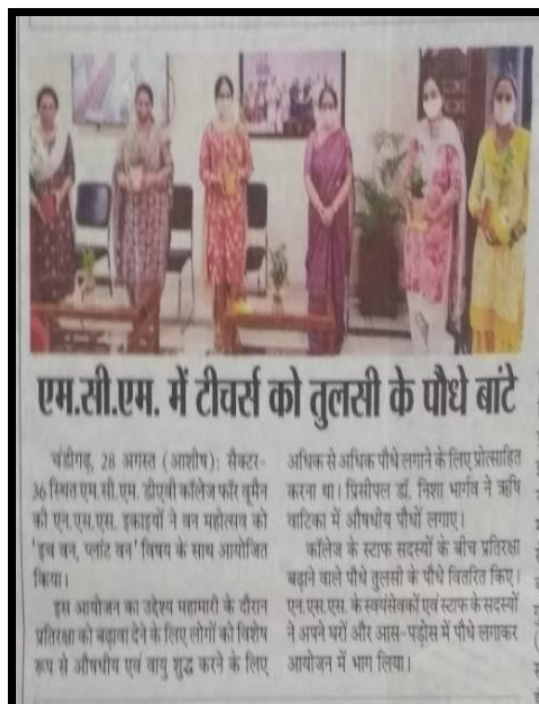 एम.सी.एम. में टीचर्स को तुलसी के पौधे बांटे
चंडीगढ़, 28 अगस्त (आशीष): सैक्टर-
36 स्थित एम.सी.एम. डीएवी कॉलेज फॉर वूमैन
की एन.एस.एस. इकाइयों ने वन महोत्सव को
'इच वन, प्लांट वन' विषय के साथ आयोजित
किया।
इस आयोजन का उद्देश्य महामारी के दौरान
प्रतिरक्षा को बढ़ावा देने के लिए लोगों को विशेष
रूप से औषधीय एवं वायु शुद्ध करने के लिए
अधिक से अधिक पौधे लगाने के लिए प्रोत्साहित
करना था। प्रिंसीपल डॉ. निशा भार्गव ने ऋषि
वाटिका में औषधीय पौधों लगाए।
कॉलेज के स्टाफ सदस्यों के बीच प्रतिरक्षा
बढ़ाने वाले पौधे तुलसी के पौधे वितरित किए।
एन.एस.एस. के स्वयंसेवकों एवं स्टाफ के सदस्यों
ने अपने घरों और आस-पड़ोस में पौधे लगाकर
आयोजन में भाग लिया।